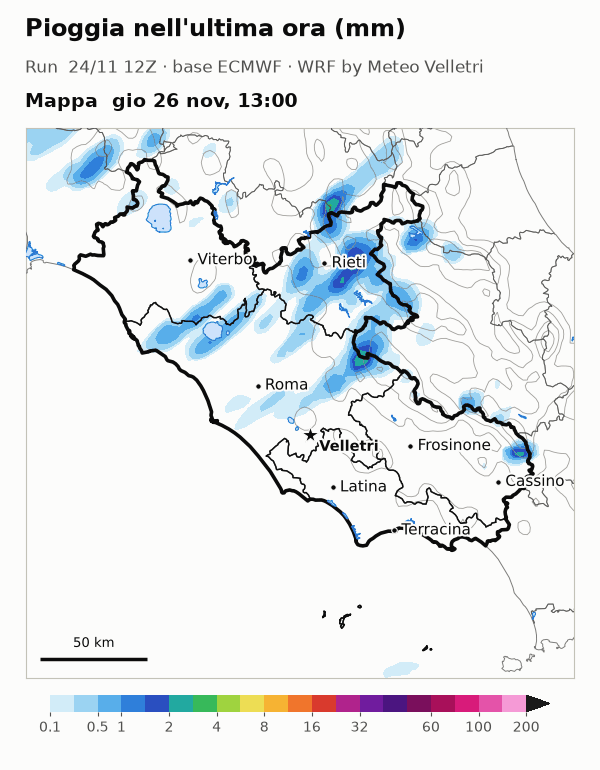 Pioggia nell'ultima ora (mm)
Run  24/11 12Z · base ECMWF · WRF by Meteo Velletri
Mappa  gio 26 nov, 13:00
Viterbo
Rieti
Roma
Velletri
Frosinone
Cassino
Latina
Terracina
50 km
0.1 0.5 1 2 4 8 16 32 60 100 200